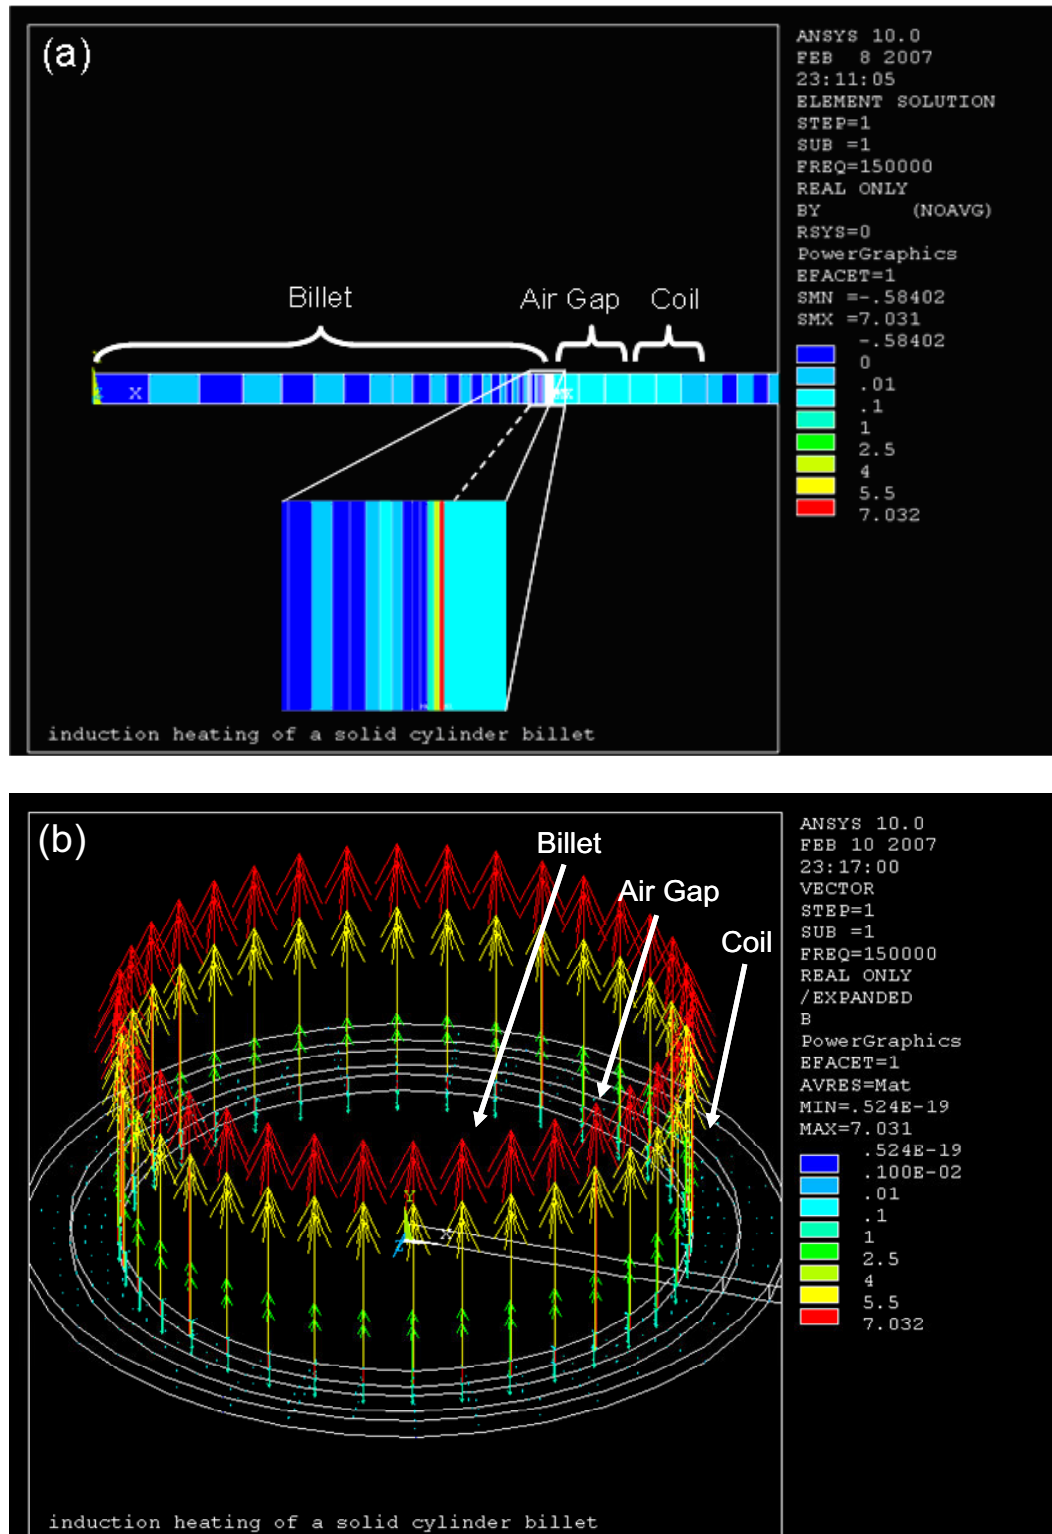 (a)
ANSYS 10.0
FEB 8 2007
23:11:05
ELEMENT SOLUTION
STEP=1
SUB =1
FREQ=150000
REAL ONLY
BY (NOAVG)
RSYS=0
PowerGraphics
EFACET=1
SMN =-.58402
SMX =7.031
-.58402
0
.01
.1
1
2.5
4
5.5
7.032
Billet
Air Gap
Coil
X
induction heating of a solid cylinder billet
(b)
ANSYS 10.0
FEB 10 2007
23:17:00
VECTOR
STEP=1
SUB =1
FREQ=150000
REAL ONLY
/EXPANDED
B
PowerGraphics
EFACET=1
AVRES=Mat
MIN=.524E-19
MAX=7.031
.524E-19
.100E-02
.01
.1
1
2.5
4
5.5
7.032
Billet
Air Gap
Coil
Y
X
Z
induction heating of a solid cylinder billet